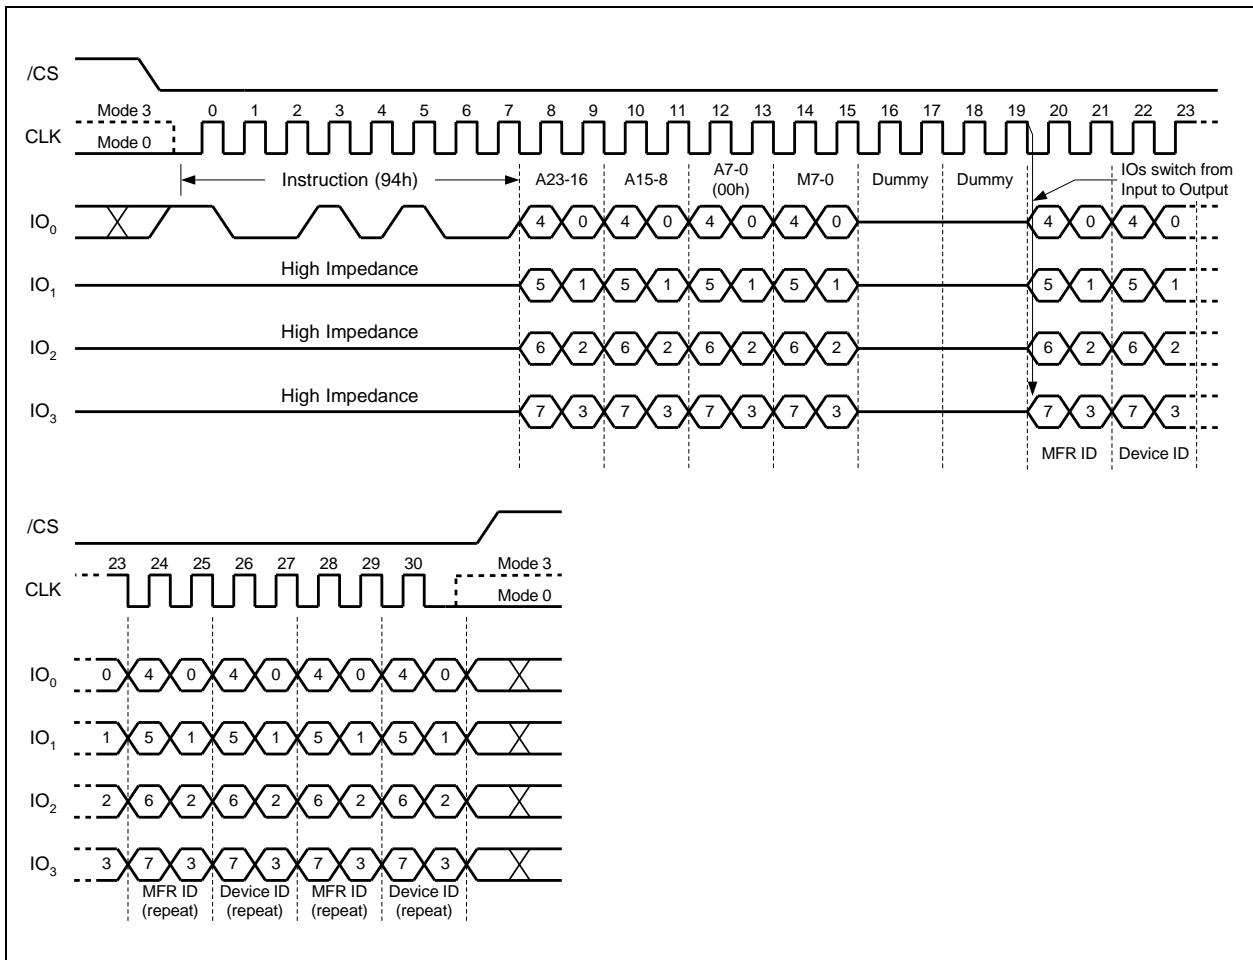 /CS
Mode 3 0 1 2 3 4 5 6 7 8 9 10 11 12 13 14 15 16 17 18 19 20 21 22 23
CLK
Mode 0
Instruction (94h) A23-16 A15-8 A7-0 M7-0 Dummy Dummy IOs switch from
(00h) Input to Output
IO0 4 0 4 0 4 0 4 0 4 0 4 0
High Impedance
IO1 5 1 5 1 5 1 5 1 5 1 5 1
High Impedance
IO2 6 2 6 2 6 2 6 2 6 2 6 2
High Impedance
IO3 7 3 7 3 7 3 7 3 7 3 7 3
MFR ID Device ID
/CS
23 24 25 26 27 28 29 30 Mode 3
CLK
Mode 0
IO0 0 4 0 4 0 4 0 4 0
IO1 1 5 1 5 1 5 1 5 1
IO2 2 6 2 6 2 6 2 6 2
IO3 3 7 3 7 3 7 3 7 3
MFR ID Device ID MFR ID Device ID
(repeat) (repeat) (repeat) (repeat)